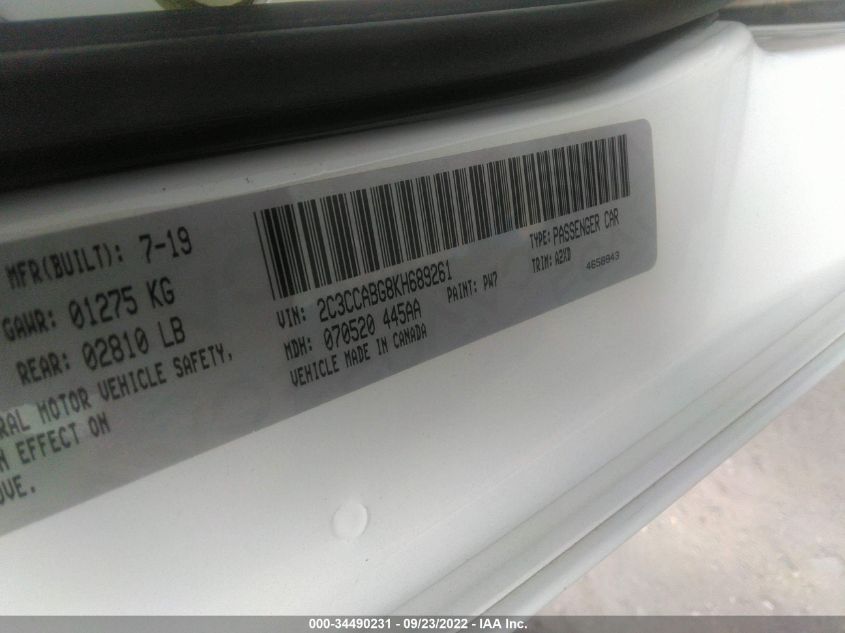 MFR(BUILT): 7-19
GAWR: 01275 KG
REAR: 02810 LB
RAL MOTOR VEHICLE SAFETY,
N EFFECT ON
OVE.
VIN: 2C3CCABG8KH689261
TYPE: PASSENGER CAR
MDH: 070520 445AA
PAINT: PW7
TRIM: A2XD
VEHICLE MADE IN CANADA
4658943
000-34490231 - 09/23/2022 - IAA Inc.